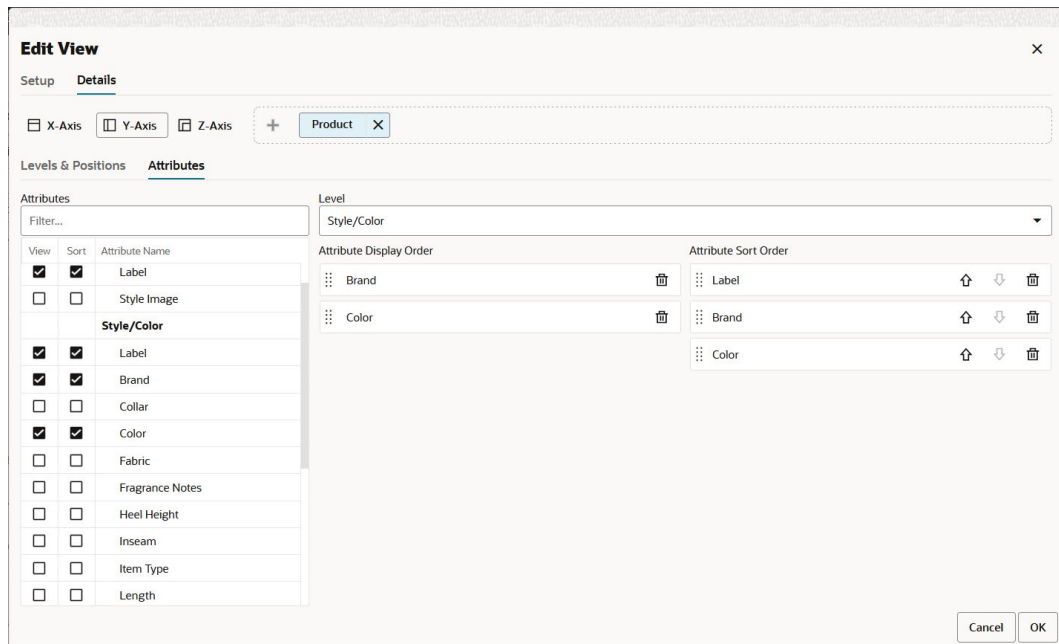 Edit View
Setup Details
X-Axis Y-Axis Z-Axis Product
Levels & Positions Attributes
Attributes Level
Filter... Style/Color
View Sort Attribute Name Attribute Display Order Attribute Sort Order
Label Brand Label
Style Image Color Brand
Style/Color
Label Color
Brand
Collar
Color
Fabric
Fragrance Notes
Heel Height
Inseam
Item Type
Length
Cancel OK